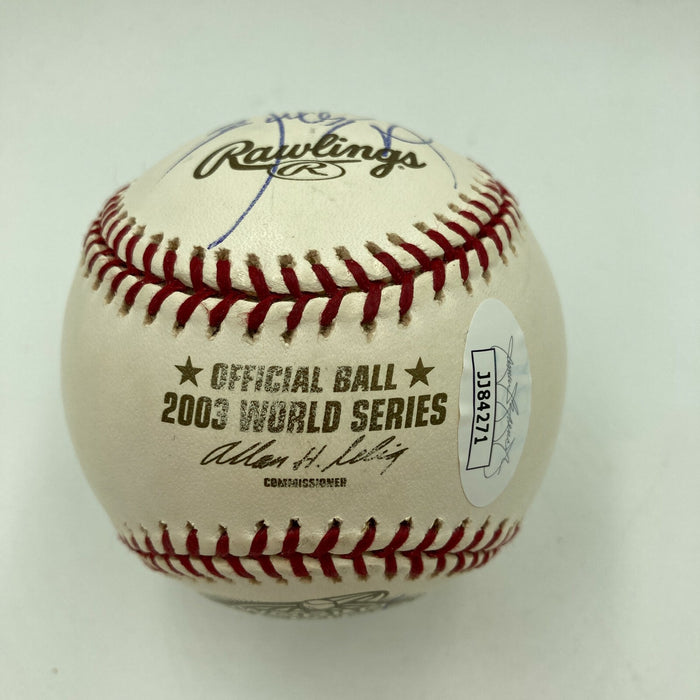 Rawlings
R
★ OFFICIAL BALL ★
2003 WORLD SERIES
Allan H. Selig
COMMISSIONER
JJ84271